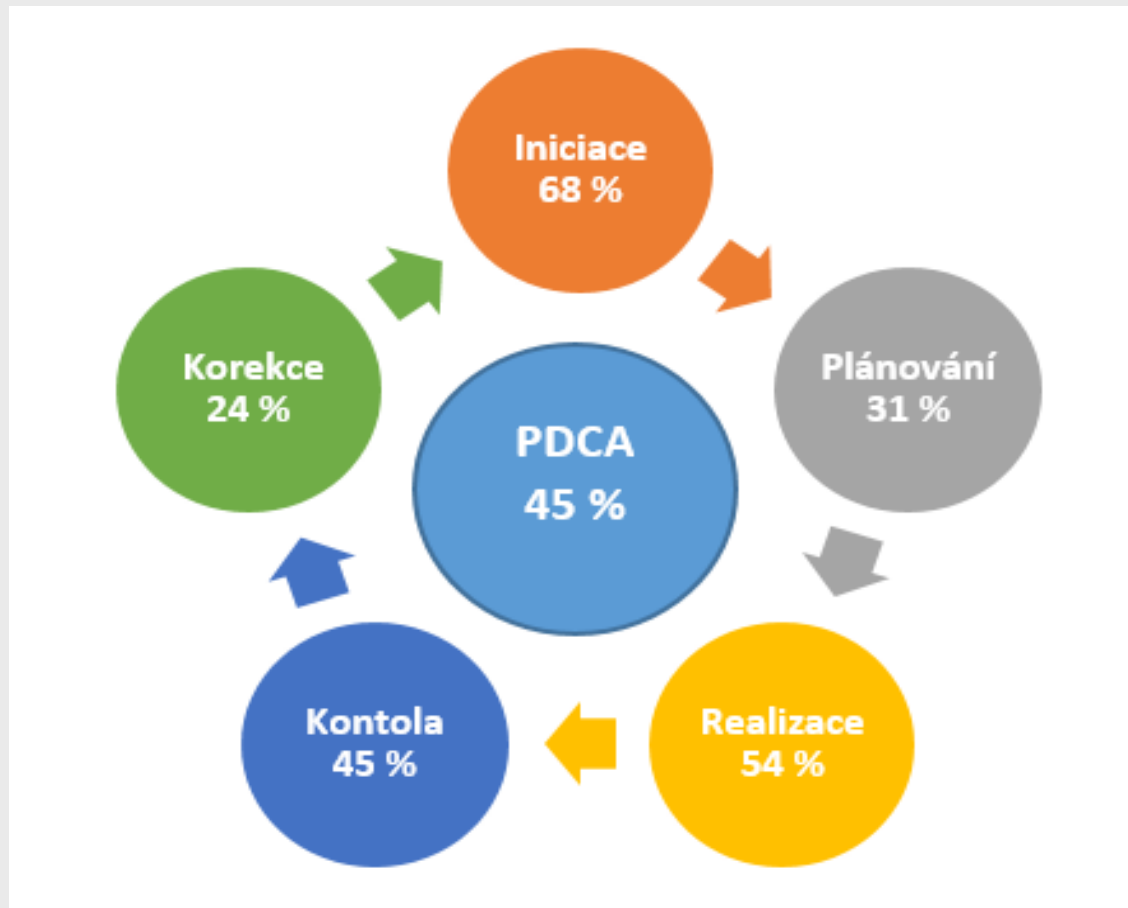 Iniciace
68 %
Korekce
24 %
Plánování
31 %
PDCA
45 %
Kontola
45 %
Realizace
54 %